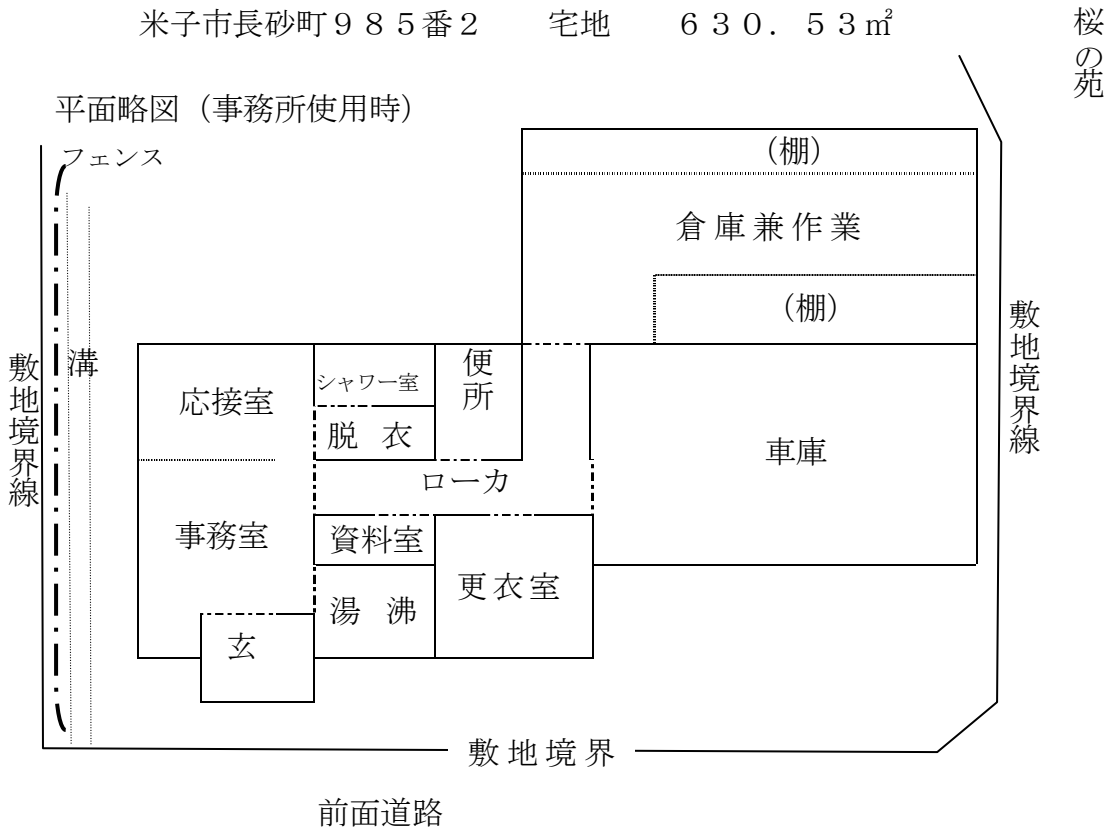 米子市長砂町９８５番２　　宅地　　６３０．５３㎡
桜の苑
平面略図（事務所使用時）
フェンス
（棚）
倉庫兼作業
（棚）
敷地境界線
溝
敷地境界線
応接室
シャワー室
便所
脱　衣
車庫
ローカ
事務室
資料室
更衣室
湯　沸
玄
敷地境界
前面道路